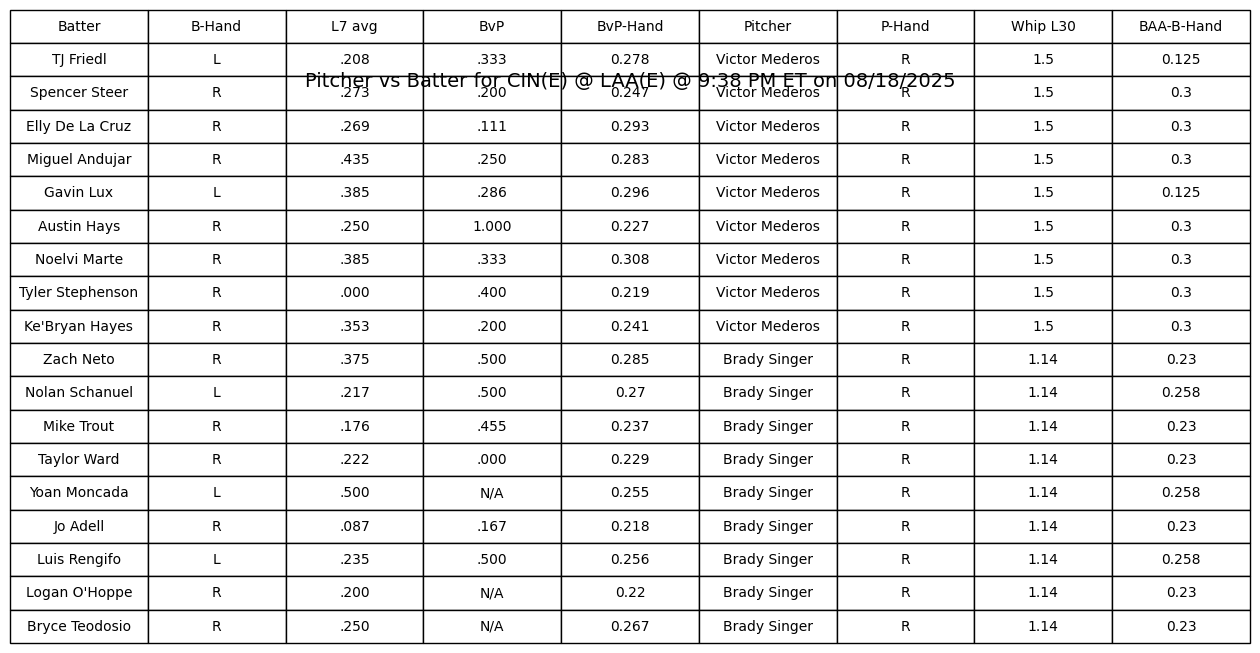 Batter B-Hand L7 avg BvP BvP-Hand Pitcher P-Hand Whip L30 BAA-B-Hand
TJ Friedl L .208 .333 0.278 Victor Mederos R 1.5 0.125
Pitcher vs Batter for CIN(E) @ LAA(E) @ 9:38 PM ET on 08/18/2025
Spencer Steer R .273 .200 0.247 Victor Mederos R 1.5 0.3
Elly De La Cruz R .269 .111 0.293 Victor Mederos R 1.5 0.3
Miguel Andujar R .435 .250 0.283 Victor Mederos R 1.5 0.3
Gavin Lux L .385 .286 0.296 Victor Mederos R 1.5 0.125
Austin Hays R .250 1.000 0.227 Victor Mederos R 1.5 0.3
Noelvi Marte R .385 .333 0.308 Victor Mederos R 1.5 0.3
Tyler Stephenson R .000 .400 0.219 Victor Mederos R 1.5 0.3
Ke'Bryan Hayes R .353 .200 0.241 Victor Mederos R 1.5 0.3
Zach Neto R .375 .500 0.285 Brady Singer R 1.14 0.23
Nolan Schanuel L .217 .500 0.27 Brady Singer R 1.14 0.258
Mike Trout R .176 .455 0.237 Brady Singer R 1.14 0.23
Taylor Ward R .222 .000 0.229 Brady Singer R 1.14 0.23
Yoan Moncada L .500 N/A 0.255 Brady Singer R 1.14 0.258
Jo Adell R .087 .167 0.218 Brady Singer R 1.14 0.23
Luis Rengifo L .235 .500 0.256 Brady Singer R 1.14 0.258
Logan O'Hoppe R .200 N/A 0.22 Brady Singer R 1.14 0.23
Bryce Teodosio R .250 N/A 0.267 Brady Singer R 1.14 0.23